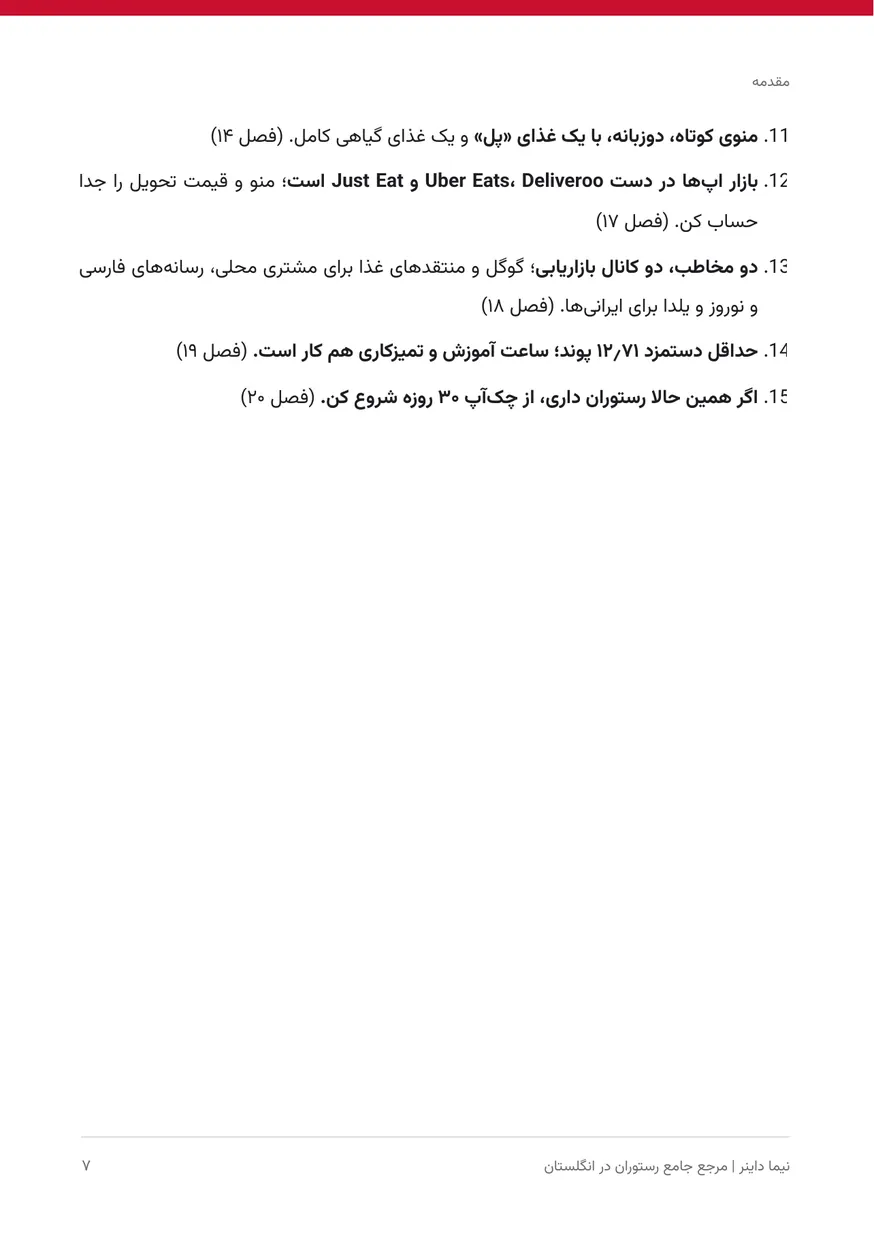 مقدمه
11. منوی کوتاه، دوزبانه، با یک غذای «پل» و یک غذای گیاهی کامل. (فصل ۱۴)
12. بازار اپ‌ها در دست Uber Eats، Deliveroo و Just Eat است؛ منو و قیمت تحویل را جدا
حساب کن. (فصل ۱۷)
13. دو مخاطب، دو کانال بازاریابی؛ گوگل و منتقدهای غذا برای مشتری محلی، رسانه‌های فارسی
و نوروز و یلدا برای ایرانی‌ها. (فصل ۱۸)
14. حداقل دستمزد ۱۲٫۷۱ پوند؛ ساعت آموزش و تمیزکاری هم کار است. (فصل ۱۹)
15. اگر همین حالا رستوران داری، از چک‌آپ ۳۰ روزه شروع کن. (فصل ۲۰)
نیما داینر | مرجع جامع رستوران در انگلستان
۷